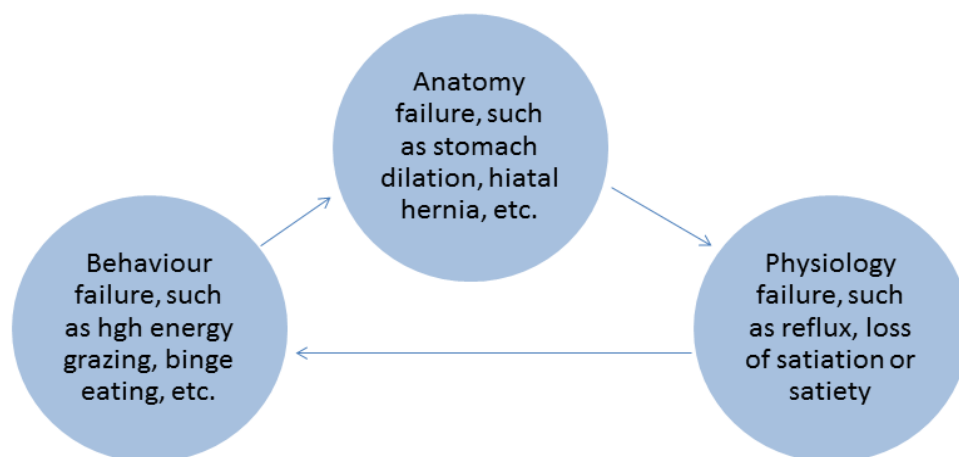 Anatomy
failure, such
as stomach
dilation, hiatal
hernia, etc.
Behaviour
failure, such
as hgh energy
grazing, binge
eating, etc.
Physiology
failure, such
as reflux, loss
of satiation or
satiety